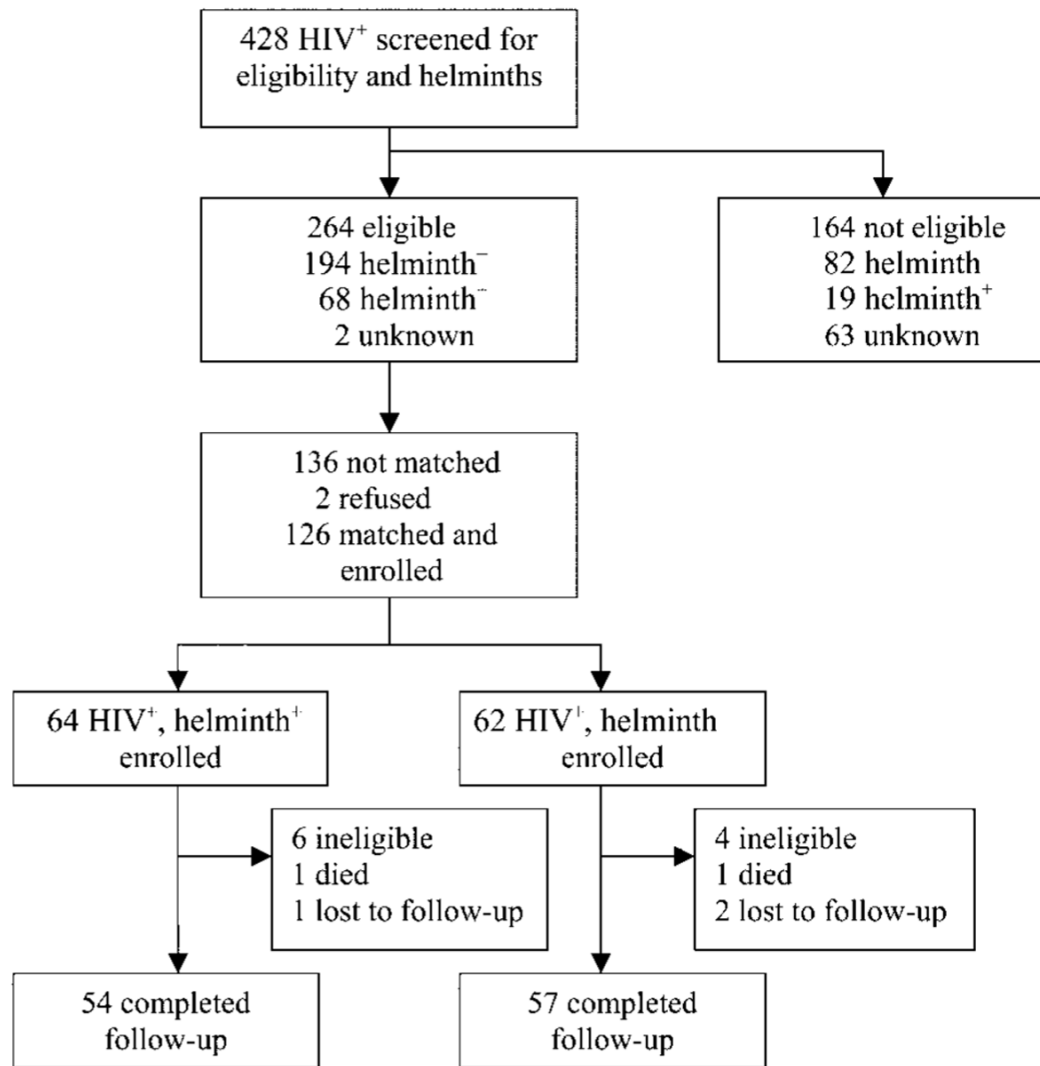 428 HIV⁺ screened for
eligibility and helminths
264 eligible
194 helminth⁻
68 helminth⁻
2 unknown
164 not eligible
82 helminth
19 helminth⁺
63 unknown
136 not matched
2 refused
126 matched and
enrolled
64 HIV⁺, helminth⁺
enrolled
62 HIV⁺, helminth
enrolled
6 ineligible
1 died
1 lost to follow-up
4 ineligible
1 died
2 lost to follow-up
54 completed
follow-up
57 completed
follow-up